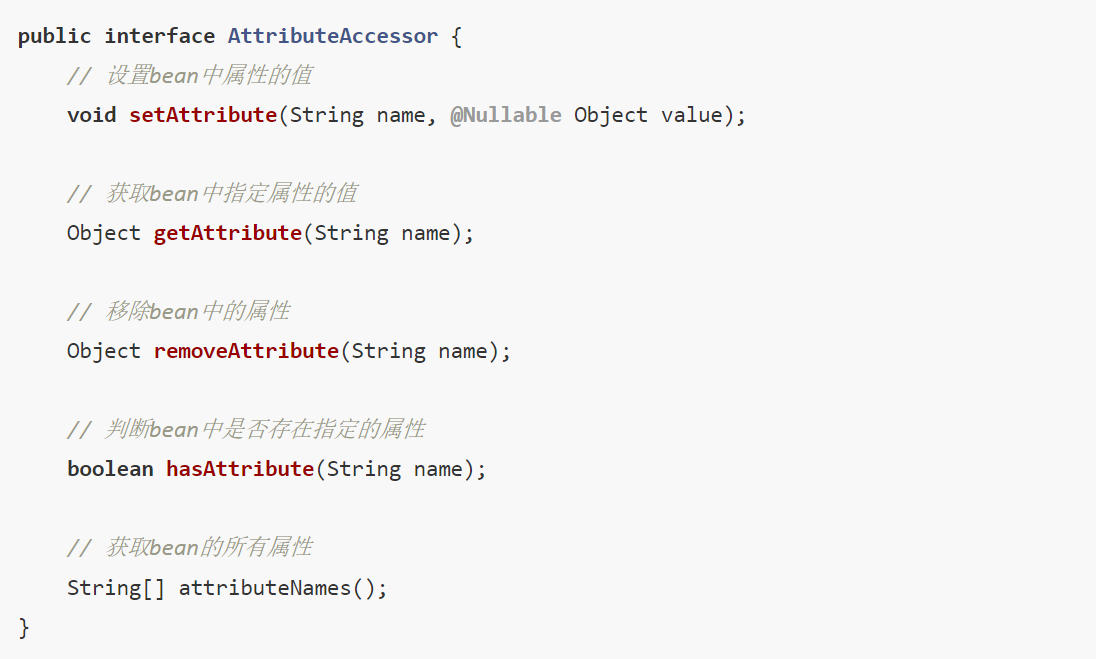 public interface AttributeAccessor {
// 设置bean中属性的值
void setAttribute(String name, @Nullable Object value);
// 获取bean中指定属性的值
Object getAttribute(String name);
// 移除bean中的属性
Object removeAttribute(String name);
// 判断bean中是否存在指定的属性
boolean hasAttribute(String name);
// 获取bean的所有属性
String[] attributeNames();
}